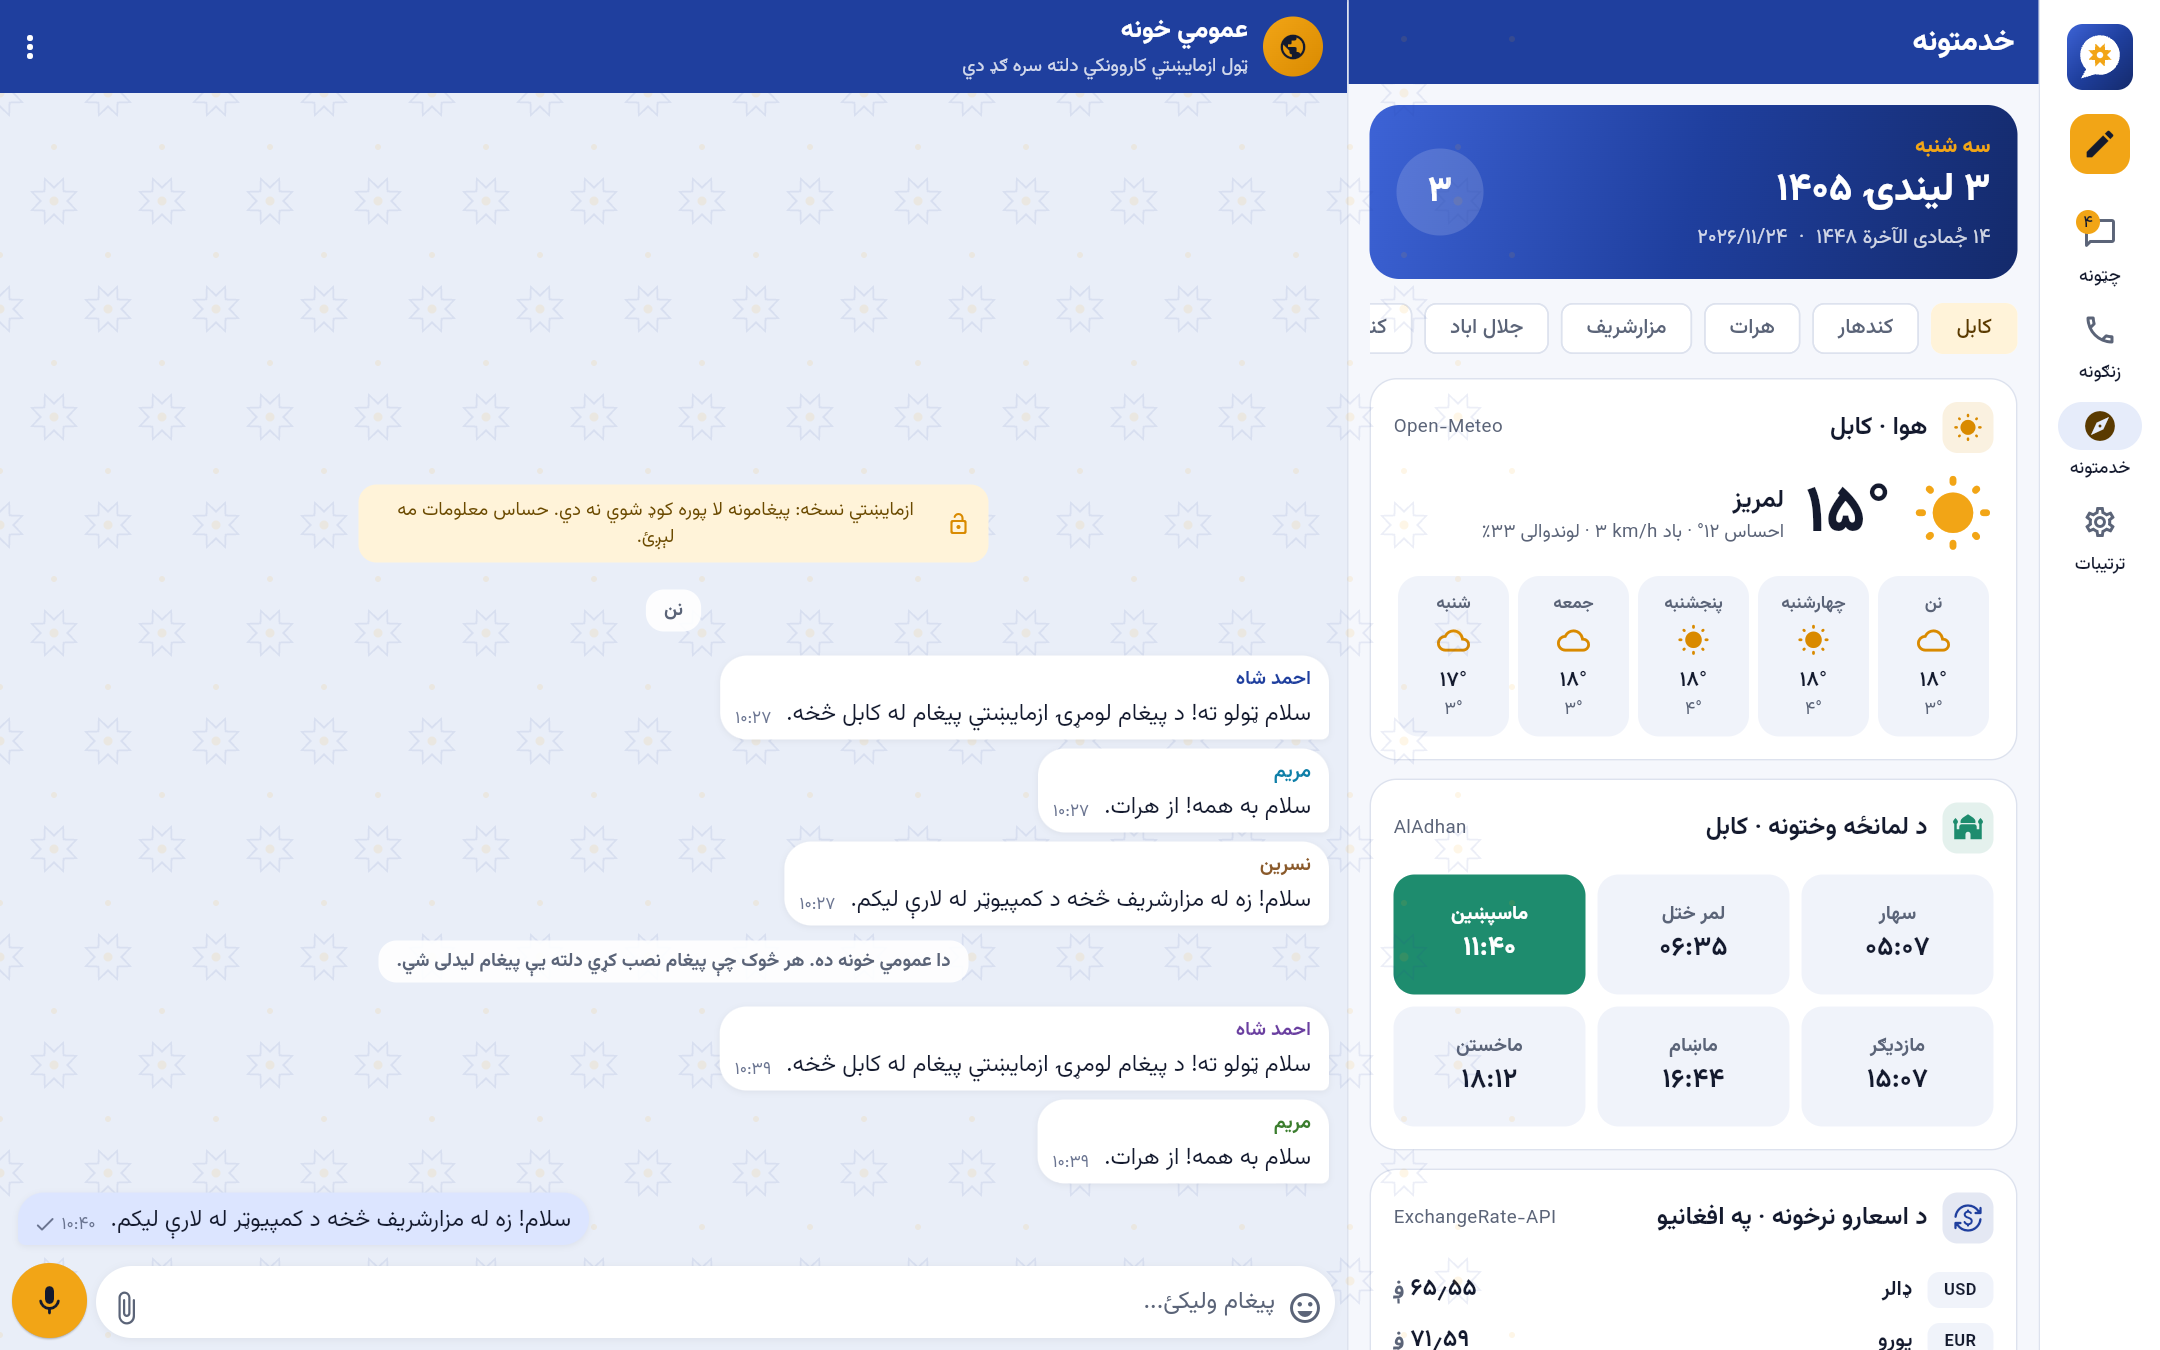 ۴
چټونه
زنګونه
خدمتونه
ترتیبات
خدمتونه
سه شنبه
۳ لیندۍ ۱۴۰۵
۱۴ جُمادی الآخرة ۱۴۴۸ · ۲۰۲۶/۱۱/۲۴
۳
کابل
کندهار
هرات
مزارشریف
جلال اباد
کند
هوا · کابل
Open-Meteo
۱۵°
لمریز
احساس ۱۲° · باد ۳ km/h · لوندوالی ۳۳٪
نن
چهارشنبه
پنجشنبه
جمعه
شنبه
۱۸°
۱۸°
۱۸°
۱۸°
۱۷°
۳°
۴°
۴°
۳°
۳°
د لمانځه وختونه · کابل
AlAdhan
سهار
۰۵:۰۷
لمر ختل
۰۶:۳۵
ماسپښین
۱۱:۴۰
مازدیګر
۱۵:۰۷
ماښام
۱۶:۴۴
ماخستن
۱۸:۱۲
د اسعارو نرخونه · په افغانیو
ExchangeRate-API
USD
ډالر
۶۵٫۵۵ ؋
EUR
یورو
۷۱٫۵۹ ؋
عمومي خونه
ټول ازمایښتي کاروونکي دلته سره ګډ دي
ازمایښتي نسخه: پیغامونه لا پوره کوډ شوي نه دي. حساس معلومات مه
لېږئ.
نن
احمد شاه
سلام ټولو ته! د پیغام لومړۍ ازمایښتي پیغام له کابل څخه.
۱۰:۲۷
مریم
سلام به همه! از هرات.
۱۰:۲۷
نسرین
سلام! زه له مزارشریف څخه د کمپیوټر له لارې لیکم.
۱۰:۲۷
دا عمومي خونه ده. هر څوک چې پیغام نصب کړي دلته یې پیغام لیدلی شي.
احمد شاه
سلام ټولو ته! د پیغام لومړۍ ازمایښتي پیغام له کابل څخه.
۱۰:۳۹
مریم
سلام به همه! از هرات.
۱۰:۳۹
سلام! زه له مزارشریف څخه د کمپیوټر له لارې لیکم.
۱۰:۴۰
پیغام ولیکئ...